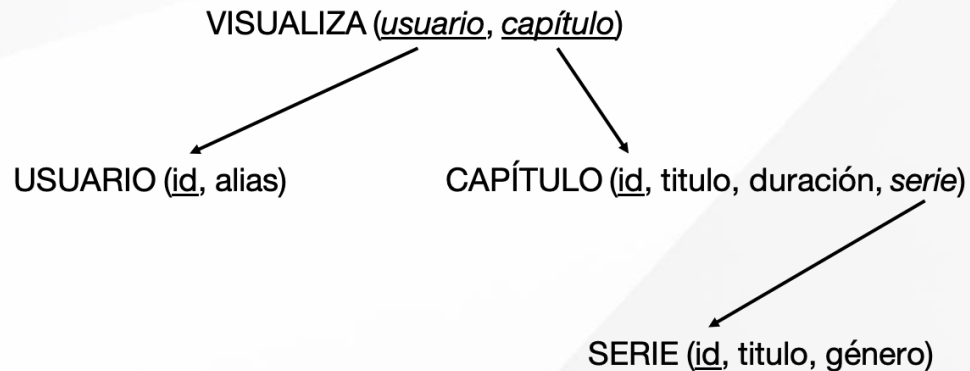 VISUALIZA (usuario, capítulo)
USUARIO (id, alias)
CAPÍTULO (id, titulo, duración, serie)
SERIE (id, titulo, género)